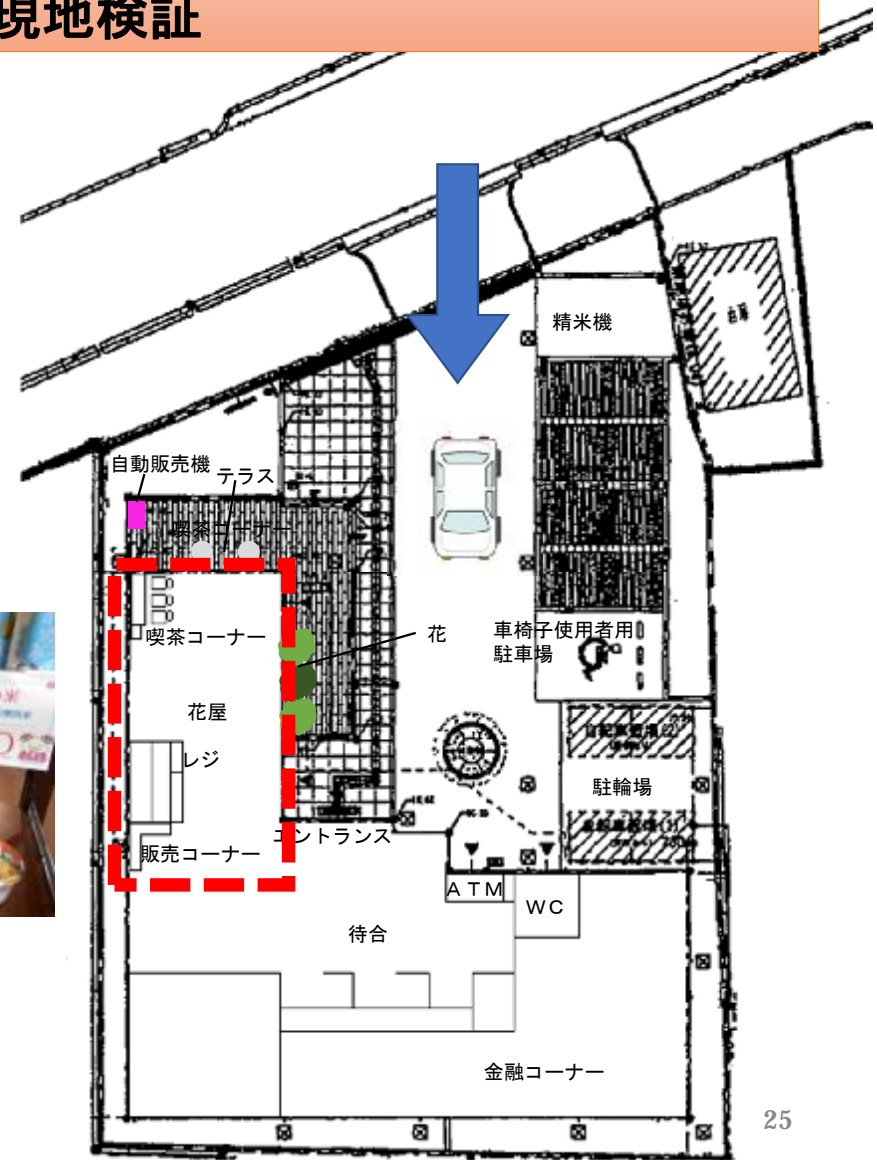 現地検証
精米機
自動販売機
テラス
喫茶コーナー
喫茶コーナー
花
車椅子使用者用
駐車場
花屋
レジ
駐輪場
エントランス
販売コーナー
ATM
WC
待合
金融コーナー
25